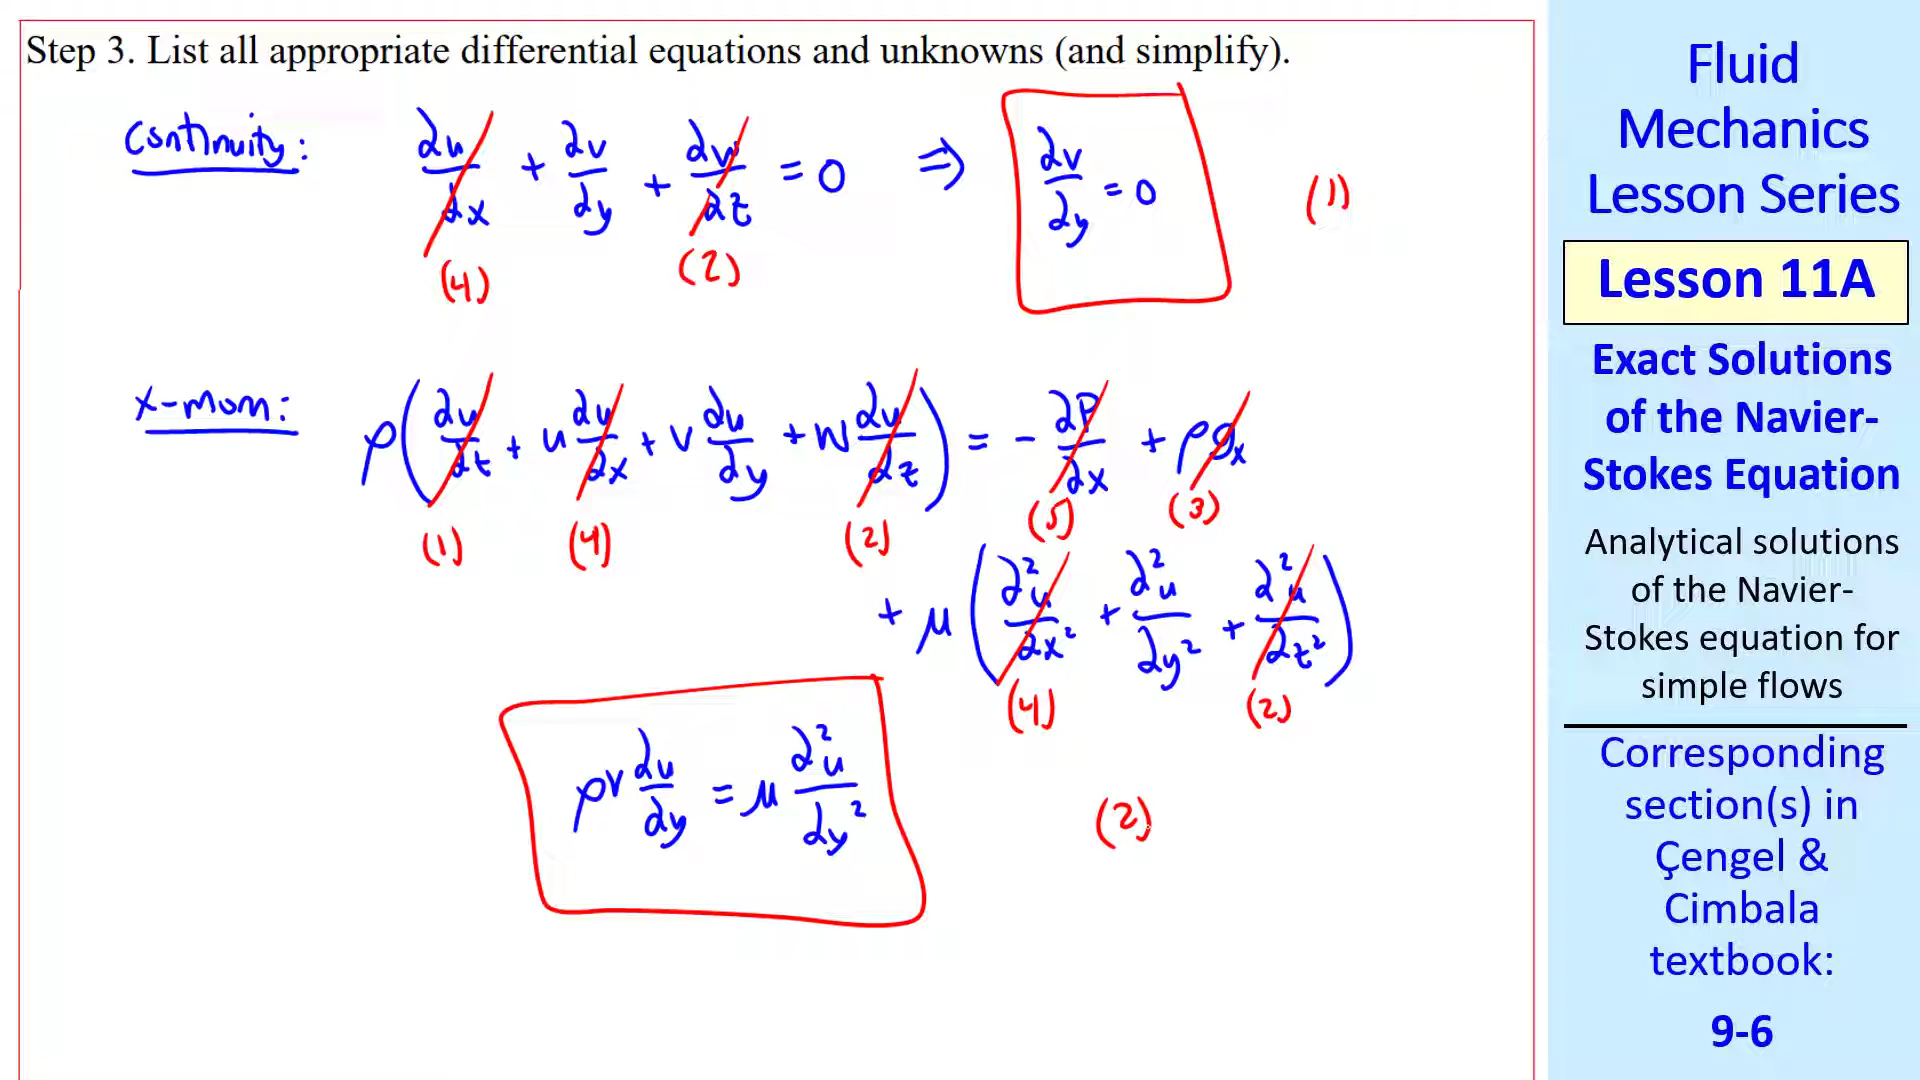 Step 3. List all appropriate differential equations and unknowns (and simplify).
Continuity: ∂u/∂x + ∂v/∂y + ∂w/∂z = 0 ⇒ ∂v/∂y = 0 (1)
(4) (2)
x-mom: ρ(∂u/∂t + u ∂u/∂x + v ∂u/∂y + w ∂u/∂z) = - ∂P/∂x + ρgₓ
(1) (4) (2) (5) (3)
+ μ(∂²u/∂x² + ∂²u/∂y² + ∂²u/∂z²)
(4) (2)
ρv ∂u/∂y = μ ∂²u/∂y² (2)
Fluid
Mechanics
Lesson Series
Lesson 11A
Exact Solutions
of the Navier-
Stokes Equation
Analytical solutions
of the Navier-
Stokes equation for
simple flows
Corresponding
section(s) in
Çengel &
Cimbala
textbook:
9-6